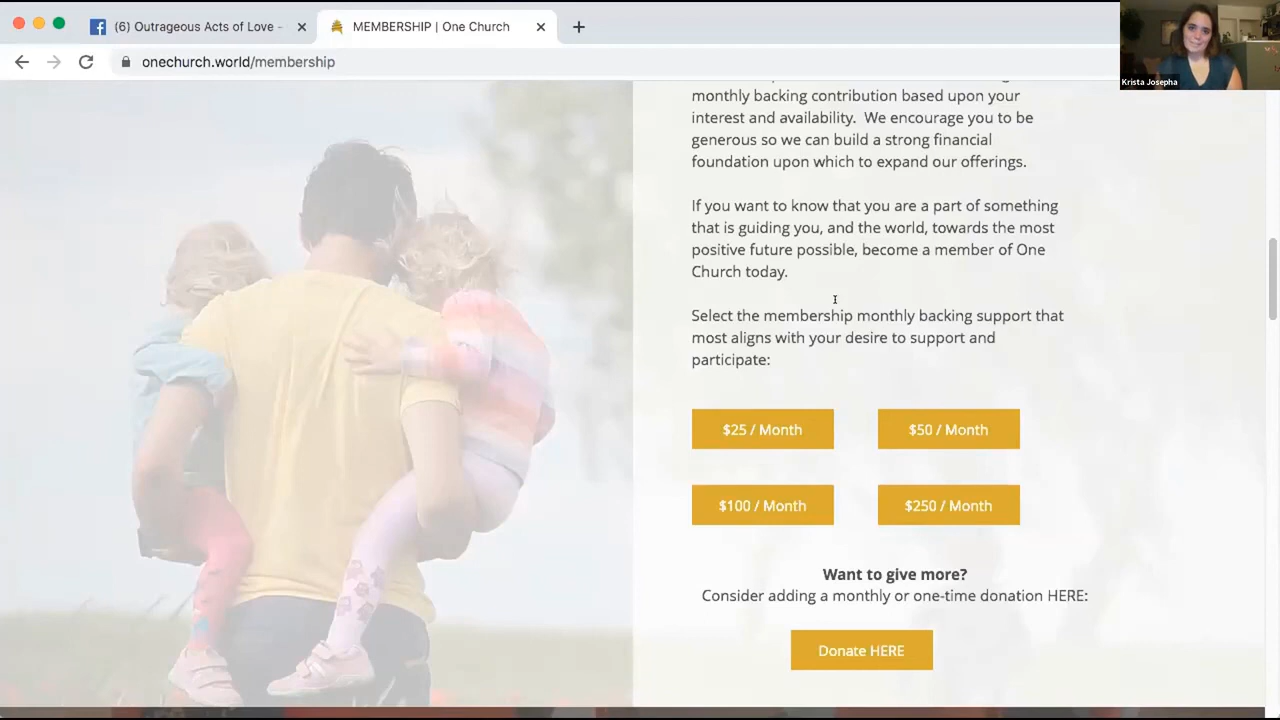 (6) Outrageous Acts of Love -
MEMBERSHIP | One Church
onechurch.world/membership
Krista Josepha
monthly backing contribution based upon your
interest and availability.  We encourage you to be
generous so we can build a strong financial
foundation upon which to expand our offerings.
If you want to know that you are a part of something
that is guiding you, and the world, towards the most
positive future possible, become a member of One
Church today.
Select the membership monthly backing support that
most aligns with your desire to support and
participate:
$25 / Month
$50 / Month
$100 / Month
$250 / Month
Want to give more?
Consider adding a monthly or one-time donation HERE:
Donate HERE